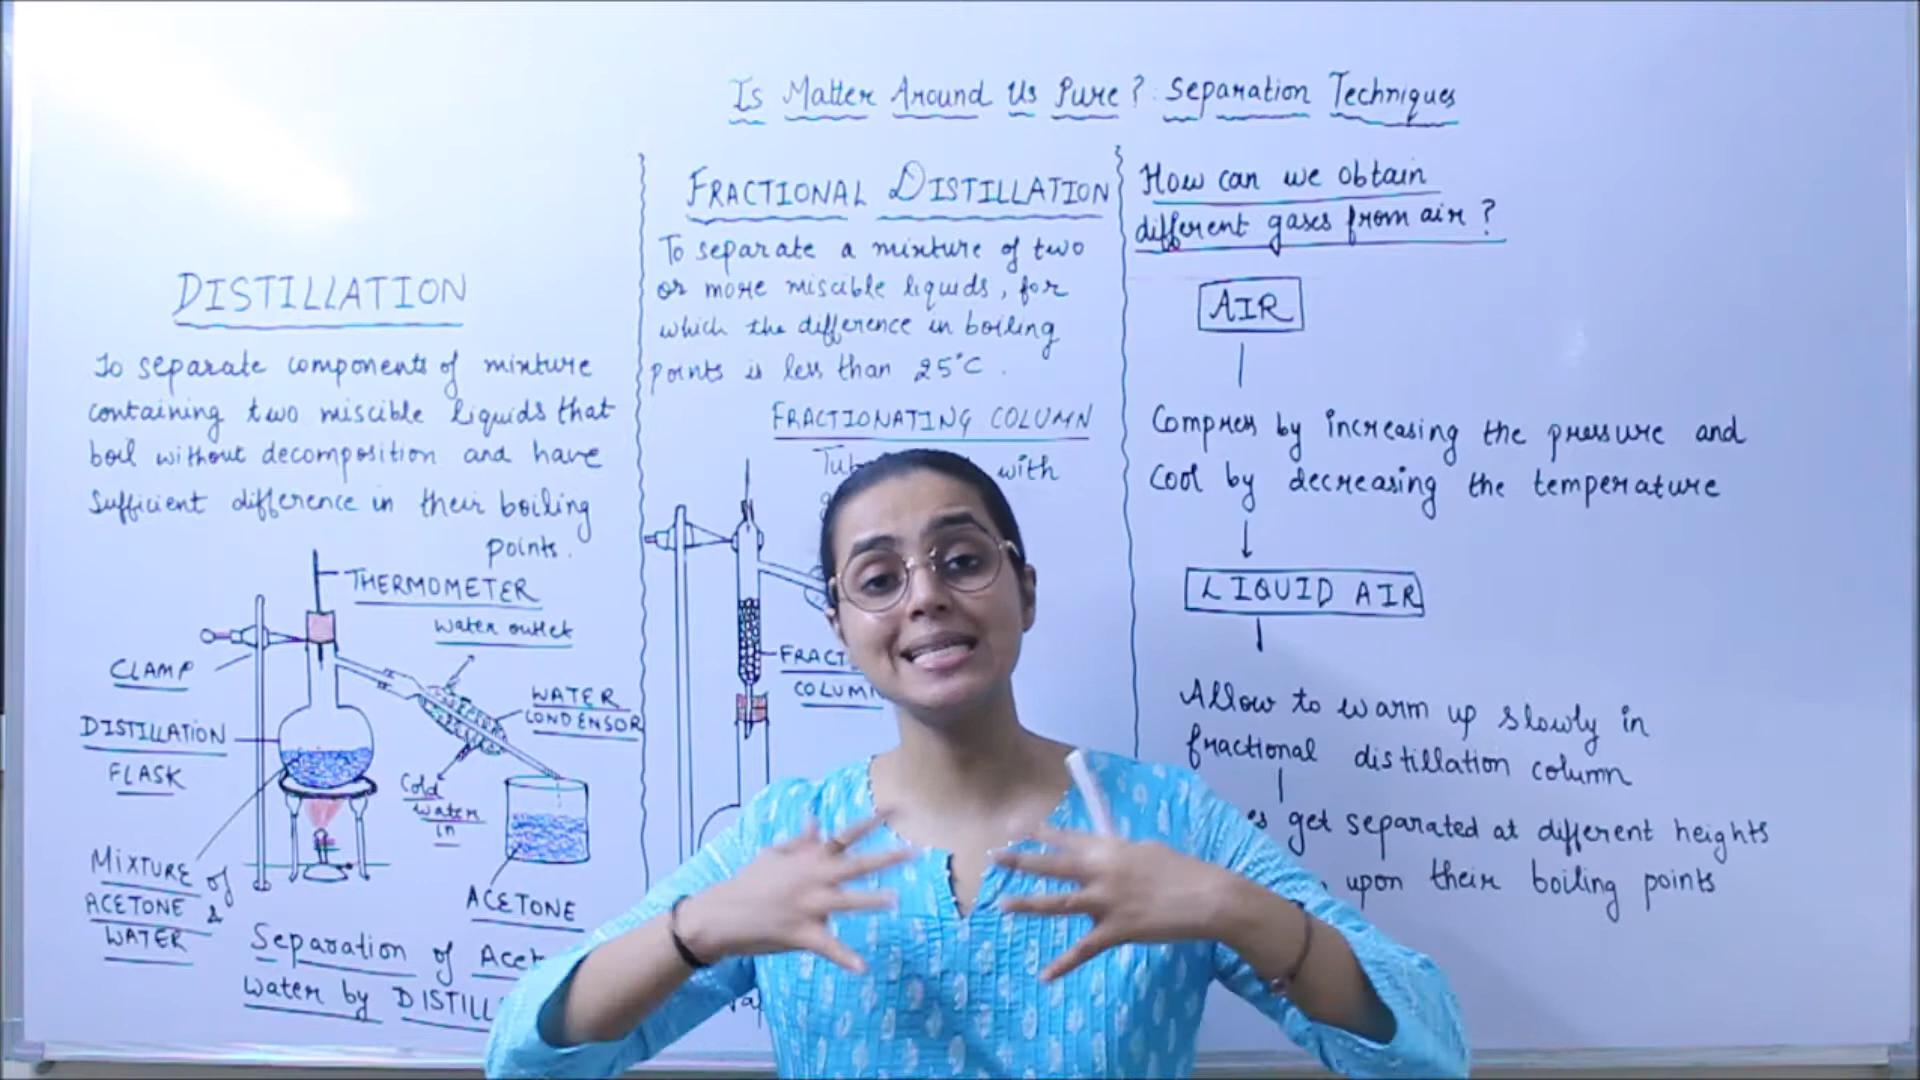 Is Matter Around Us Pure? : Separation Techniques
DISTILLATION
To separate components of mixture
containing two miscible liquids that
boil without decomposition and have
Sufficient difference in their boiling
points.
THERMOMETER
Water outlet
CLAMP
WATER
CONDENSOR
DISTILLATION
FLASK
Cold
water
in
MIXTURE of
ACETONE &
WATER
ACETONE
Separation of
Water by
FRACTIONAL DISTILLATION
To separate a mixture of two
or more miscible liquids, for
which the difference in boiling
points is less than 25°C.
FRACTIONATING COLUMN
with
How can we obtain
different gases from air?
AIR
Compress by increasing the pressure and
Cool by decreasing the temperature
LIQUID AIR
Allow to warm up slowly in
fractional distillation column
get separated at different heights
upon their boiling points